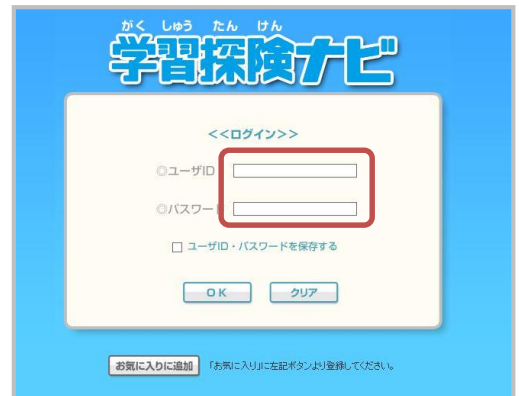 がく しゅう たん けん
学習探険ナビ
<<ログイン>>
◎ユーザID
◎パスワード
ユーザID・パスワードを保存する
OK クリア
お気に入りに追加 「お気に入り」に左記ボタンより登録してください。